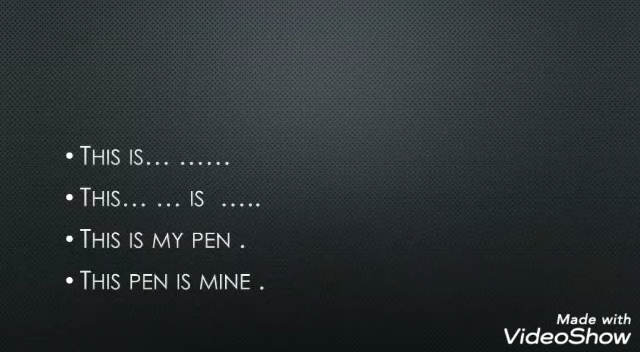 • This is... ......
• This... ... is .....
• This is my pen .
• This pen is mine .
Made with
VideoShow